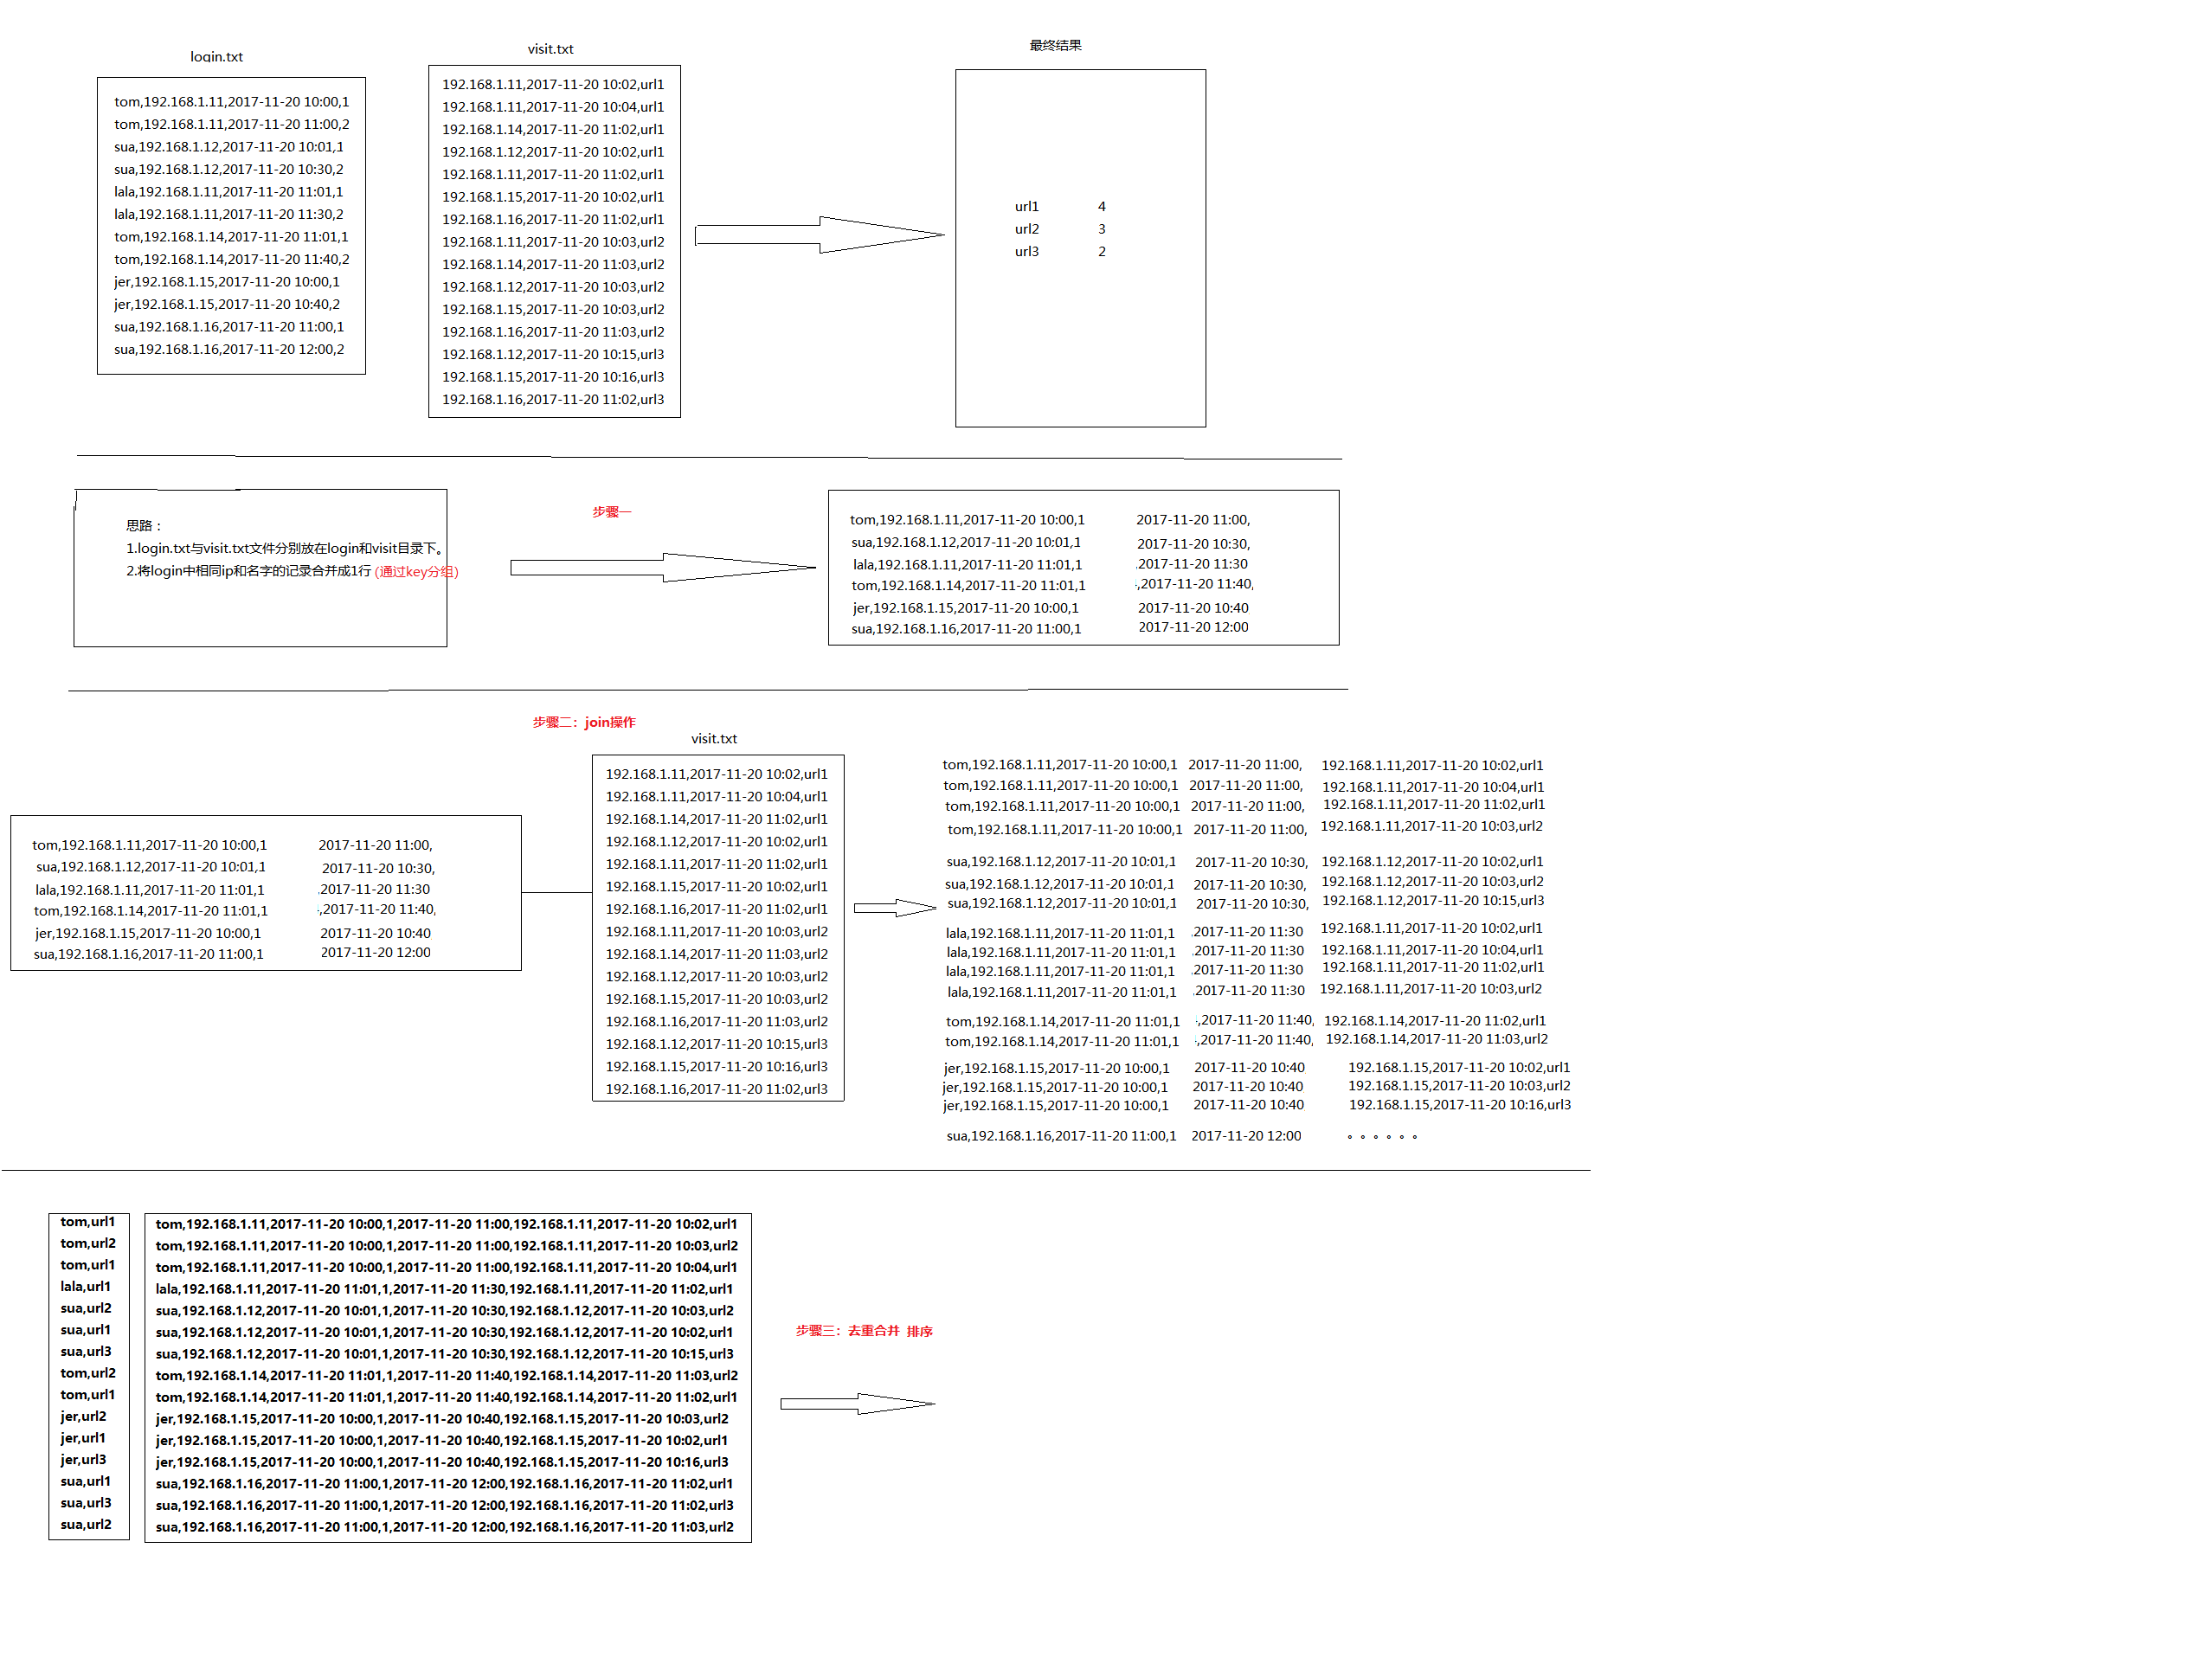 login.txt
tom,192.168.1.11,2017-11-20 10:00,1
tom,192.168.1.11,2017-11-20 11:00,2
sua,192.168.1.12,2017-11-20 10:01,1
sua,192.168.1.12,2017-11-20 10:30,2
lala,192.168.1.11,2017-11-20 11:01,1
lala,192.168.1.11,2017-11-20 11:30,2
tom,192.168.1.14,2017-11-20 11:01,1
tom,192.168.1.14,2017-11-20 11:40,2
jer,192.168.1.15,2017-11-20 10:00,1
jer,192.168.1.15,2017-11-20 10:40,2
sua,192.168.1.16,2017-11-20 11:00,1
sua,192.168.1.16,2017-11-20 12:00,2
visit.txt
192.168.1.11,2017-11-20 10:02,url1
192.168.1.11,2017-11-20 10:04,url1
192.168.1.14,2017-11-20 11:02,url1
192.168.1.12,2017-11-20 10:02,url1
192.168.1.11,2017-11-20 11:02,url1
192.168.1.15,2017-11-20 10:02,url1
192.168.1.16,2017-11-20 11:02,url1
192.168.1.11,2017-11-20 10:03,url2
192.168.1.14,2017-11-20 11:03,url2
192.168.1.12,2017-11-20 10:03,url2
192.168.1.15,2017-11-20 10:03,url2
192.168.1.16,2017-11-20 11:03,url2
192.168.1.12,2017-11-20 10:15,url3
192.168.1.15,2017-11-20 10:16,url3
192.168.1.16,2017-11-20 11:02,url3
最终结果
url1 4
url2 3
url3 2
思路：
1.login.txt与visit.txt文件分别放在login和visit目录下。
2.将login中相同ip和名字的记录合并成1行 (通过key分组)
步骤一
tom,192.168.1.11,2017-11-20 10:00,1 2017-11-20 11:00,
sua,192.168.1.12,2017-11-20 10:01,1 2017-11-20 10:30,
lala,192.168.1.11,2017-11-20 11:01,1 ,2017-11-20 11:30
tom,192.168.1.14,2017-11-20 11:01,1 ,2017-11-20 11:40,
jer,192.168.1.15,2017-11-20 10:00,1 2017-11-20 10:40
sua,192.168.1.16,2017-11-20 11:00,1 2017-11-20 12:00
步骤二：join操作
tom,192.168.1.11,2017-11-20 10:00,1 2017-11-20 11:00,
sua,192.168.1.12,2017-11-20 10:01,1 2017-11-20 10:30,
lala,192.168.1.11,2017-11-20 11:01,1 ,2017-11-20 11:30
tom,192.168.1.14,2017-11-20 11:01,1 ,2017-11-20 11:40,
jer,192.168.1.15,2017-11-20 10:00,1 2017-11-20 10:40
sua,192.168.1.16,2017-11-20 11:00,1 2017-11-20 12:00
visit.txt
192.168.1.11,2017-11-20 10:02,url1
192.168.1.11,2017-11-20 10:04,url1
192.168.1.14,2017-11-20 11:02,url1
192.168.1.12,2017-11-20 10:02,url1
192.168.1.11,2017-11-20 11:02,url1
192.168.1.15,2017-11-20 10:02,url1
192.168.1.16,2017-11-20 11:02,url1
192.168.1.11,2017-11-20 10:03,url2
192.168.1.14,2017-11-20 11:03,url2
192.168.1.12,2017-11-20 10:03,url2
192.168.1.15,2017-11-20 10:03,url2
192.168.1.16,2017-11-20 11:03,url2
192.168.1.12,2017-11-20 10:15,url3
192.168.1.15,2017-11-20 10:16,url3
192.168.1.16,2017-11-20 11:02,url3
tom,192.168.1.11,2017-11-20 10:00,1 2017-11-20 11:00, 192.168.1.11,2017-11-20 10:02,url1
tom,192.168.1.11,2017-11-20 10:00,1 2017-11-20 11:00, 192.168.1.11,2017-11-20 10:04,url1
tom,192.168.1.11,2017-11-20 10:00,1 2017-11-20 11:00, 192.168.1.11,2017-11-20 11:02,url1
tom,192.168.1.11,2017-11-20 10:00,1 2017-11-20 11:00, 192.168.1.11,2017-11-20 10:03,url2
sua,192.168.1.12,2017-11-20 10:01,1 2017-11-20 10:30, 192.168.1.12,2017-11-20 10:02,url1
sua,192.168.1.12,2017-11-20 10:01,1 2017-11-20 10:30, 192.168.1.12,2017-11-20 10:03,url2
sua,192.168.1.12,2017-11-20 10:01,1 2017-11-20 10:30, 192.168.1.12,2017-11-20 10:15,url3
lala,192.168.1.11,2017-11-20 11:01,1 ,2017-11-20 11:30 192.168.1.11,2017-11-20 10:02,url1
lala,192.168.1.11,2017-11-20 11:01,1 ,2017-11-20 11:30 192.168.1.11,2017-11-20 10:04,url1
lala,192.168.1.11,2017-11-20 11:01,1 ,2017-11-20 11:30 192.168.1.11,2017-11-20 11:02,url1
lala,192.168.1.11,2017-11-20 11:01,1 ,2017-11-20 11:30 192.168.1.11,2017-11-20 10:03,url2
tom,192.168.1.14,2017-11-20 11:01,1 ,2017-11-20 11:40, 192.168.1.14,2017-11-20 11:02,url1
tom,192.168.1.14,2017-11-20 11:01,1 ,2017-11-20 11:40, 192.168.1.14,2017-11-20 11:03,url2
jer,192.168.1.15,2017-11-20 10:00,1 2017-11-20 10:40 192.168.1.15,2017-11-20 10:02,url1
jer,192.168.1.15,2017-11-20 10:00,1 2017-11-20 10:40 192.168.1.15,2017-11-20 10:03,url2
jer,192.168.1.15,2017-11-20 10:00,1 2017-11-20 10:40 192.168.1.15,2017-11-20 10:16,url3
sua,192.168.1.16,2017-11-20 11:00,1 2017-11-20 12:00 。。。。。。
tom,url1
tom,url2
tom,url1
lala,url1
sua,url2
sua,url1
sua,url3
tom,url2
tom,url1
jer,url2
jer,url1
jer,url3
sua,url1
sua,url3
sua,url2
tom,192.168.1.11,2017-11-20 10:00,1,2017-11-20 11:00,192.168.1.11,2017-11-20 10:02,url1
tom,192.168.1.11,2017-11-20 10:00,1,2017-11-20 11:00,192.168.1.11,2017-11-20 10:03,url2
tom,192.168.1.11,2017-11-20 10:00,1,2017-11-20 11:00,192.168.1.11,2017-11-20 10:04,url1
lala,192.168.1.11,2017-11-20 11:01,1,2017-11-20 11:30,192.168.1.11,2017-11-20 11:02,url1
sua,192.168.1.12,2017-11-20 10:01,1,2017-11-20 10:30,192.168.1.12,2017-11-20 10:03,url2
sua,192.168.1.12,2017-11-20 10:01,1,2017-11-20 10:30,192.168.1.12,2017-11-20 10:02,url1
sua,192.168.1.12,2017-11-20 10:01,1,2017-11-20 10:30,192.168.1.12,2017-11-20 10:15,url3
tom,192.168.1.14,2017-11-20 11:01,1,2017-11-20 11:40,192.168.1.14,2017-11-20 11:03,url2
tom,192.168.1.14,2017-11-20 11:01,1,2017-11-20 11:40,192.168.1.14,2017-11-20 11:02,url1
jer,192.168.1.15,2017-11-20 10:00,1,2017-11-20 10:40,192.168.1.15,2017-11-20 10:03,url2
jer,192.168.1.15,2017-11-20 10:00,1,2017-11-20 10:40,192.168.1.15,2017-11-20 10:02,url1
jer,192.168.1.15,2017-11-20 10:00,1,2017-11-20 10:40,192.168.1.15,2017-11-20 10:16,url3
sua,192.168.1.16,2017-11-20 11:00,1,2017-11-20 12:00,192.168.1.16,2017-11-20 11:02,url1
sua,192.168.1.16,2017-11-20 11:00,1,2017-11-20 12:00,192.168.1.16,2017-11-20 11:02,url3
sua,192.168.1.16,2017-11-20 11:00,1,2017-11-20 12:00,192.168.1.16,2017-11-20 11:03,url2
步骤三：去重合并 排序